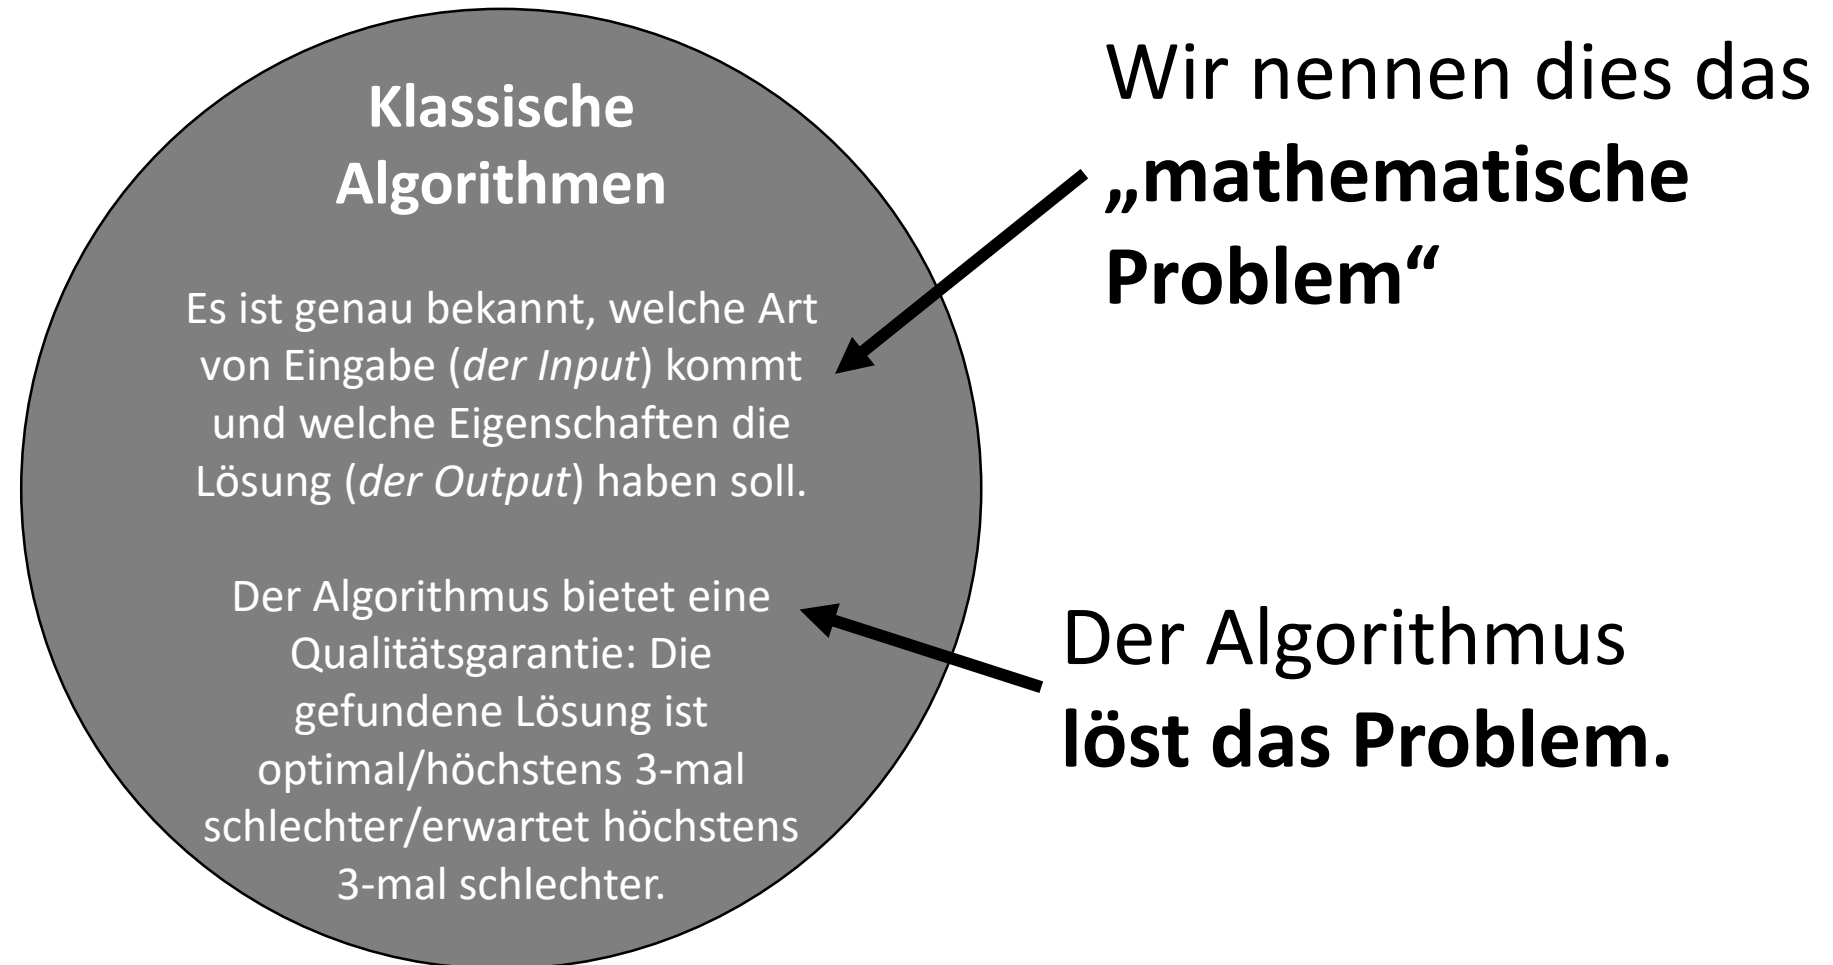 Klassische
Algorithmen
Es ist genau bekannt, welche Art
von Eingabe (der Input) kommt
und welche Eigenschaften die
Lösung (der Output) haben soll.
Der Algorithmus bietet eine
Qualitätsgarantie: Die
gefundene Lösung ist
optimal/höchstens 3-mal
schlechter/erwartet höchstens
3-mal schlechter.
Wir nennen dies das
„mathematische
Problem“
Der Algorithmus
löst das Problem.